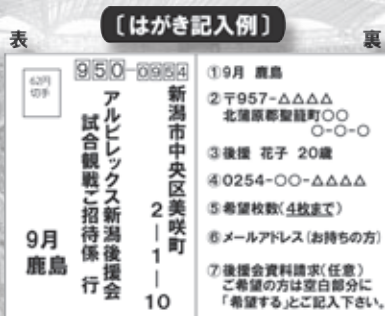 〔はがき記入例〕
表
裏
62円
切手
950-0954
新潟市中央区美咲町
2-1-10
アルビレックス新潟後援会
試合観戦ご招待係 行
9月
鹿島
①9月 鹿島
②〒957-△△△△
北蒲原郡聖籠町○○
○-○-○
③後援 花子 20歳
④0254-○○-△△△△
⑤希望枚数(4枚まで)
⑥メールアドレス(お持ちの方)
⑦後援会資料請求(任意)
ご希望の方は空白部分に
「希望する」とご記入下さい。